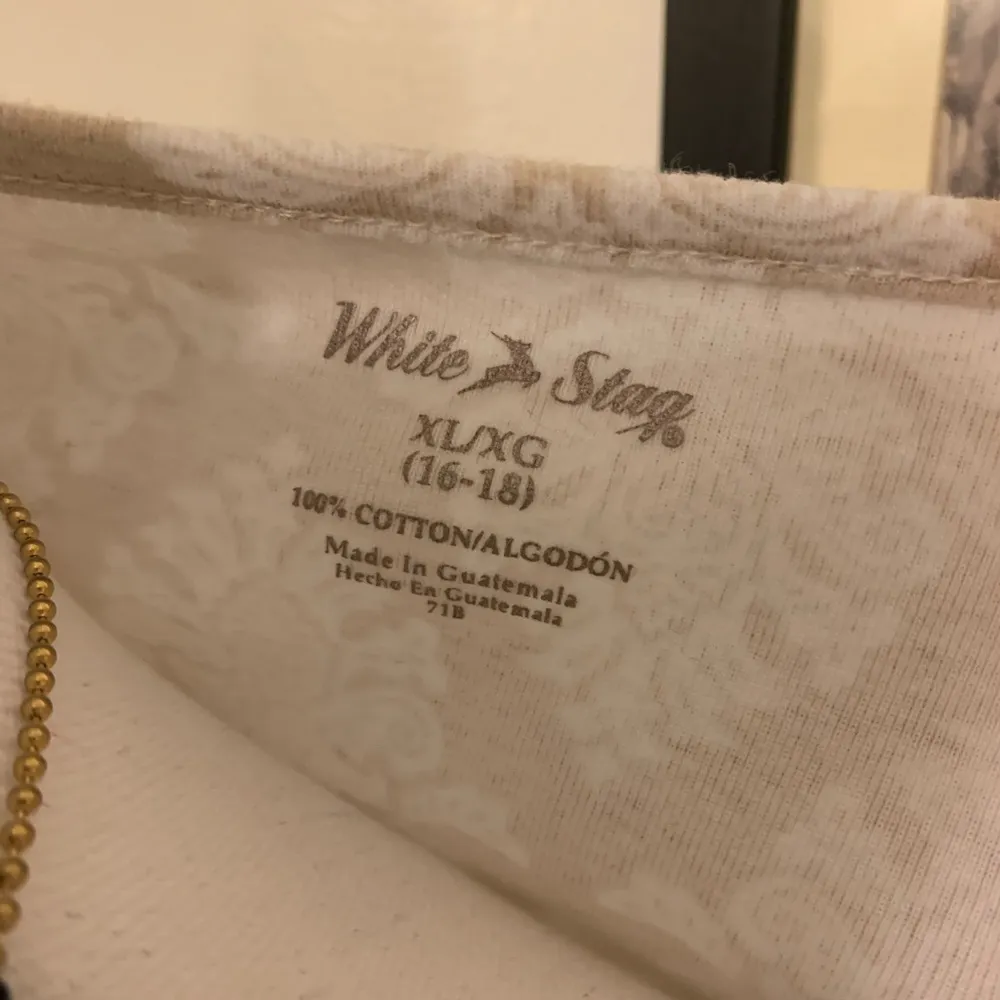 White Stag®
XL/XG
(16-18)
100% COTTON/ALGODÓN
Made In Guatemala
Hecho En Guatemala
71B